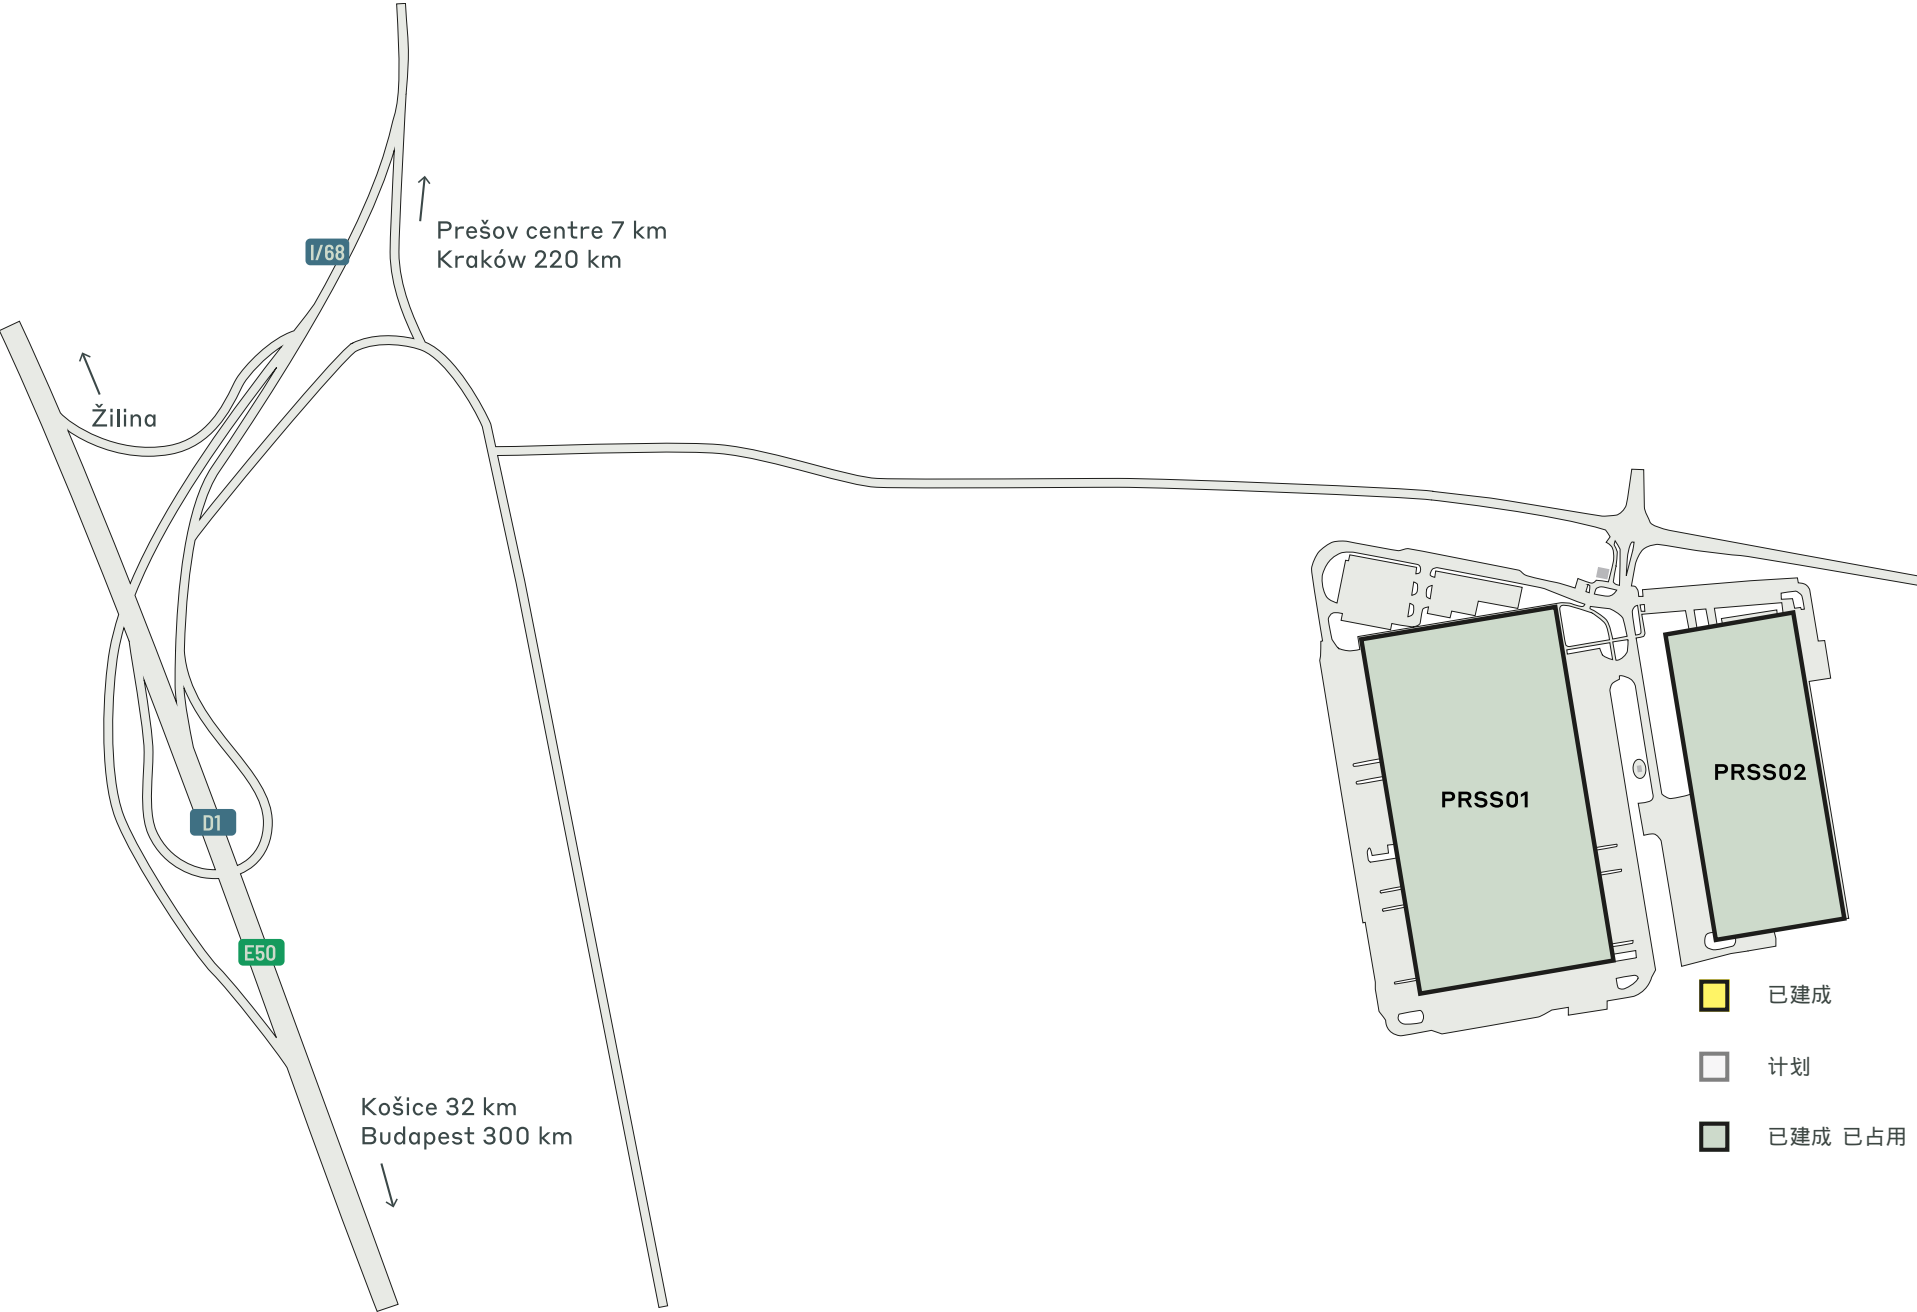 I/68
Prešov centre 7 km
Kraków 220 km
Žilina
PRSS02
PRSS01
D1
E50
已建成
计划
已建成 已占用
Košice 32 km
Budapest 300 km